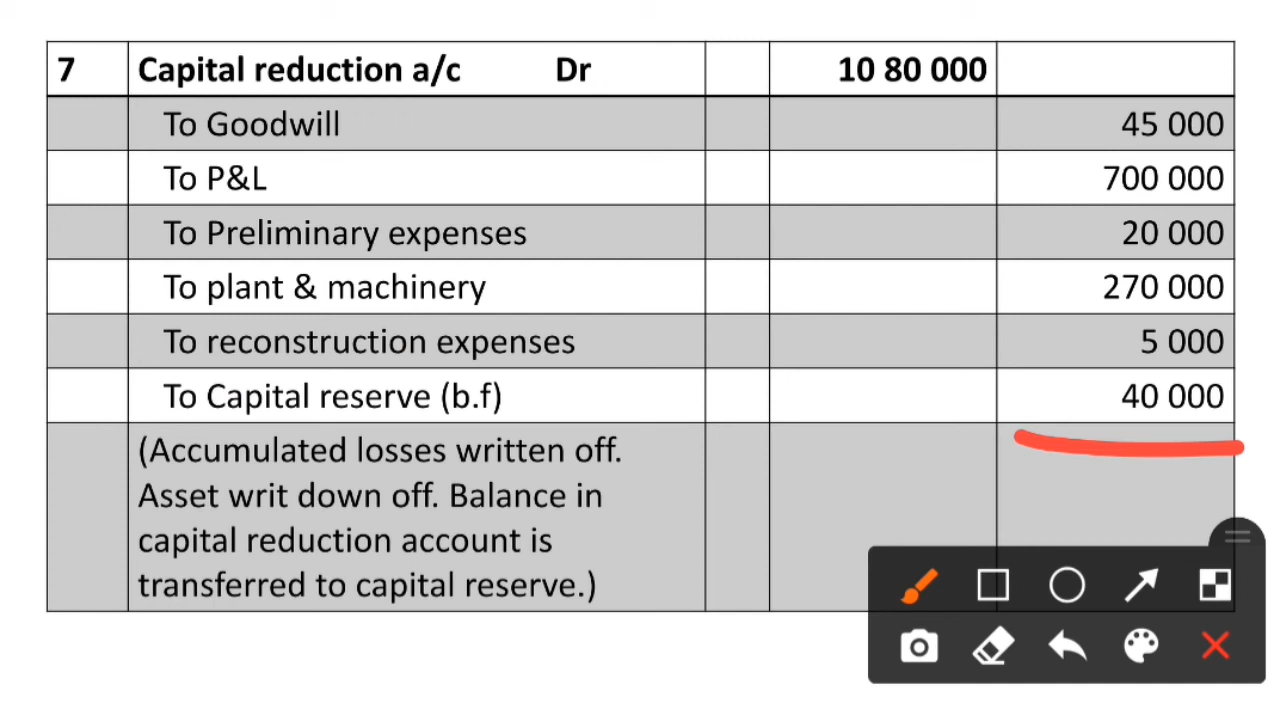 7 Capital reduction a/c Dr 10 80 000
To Goodwill 45 000
To P&L 700 000
To Preliminary expenses 20 000
To plant & machinery 270 000
To reconstruction expenses 5 000
To Capital reserve (b.f) 40 000
(Accumulated losses written off.
Asset writ down off. Balance in
capital reduction account is
transferred to capital reserve.)